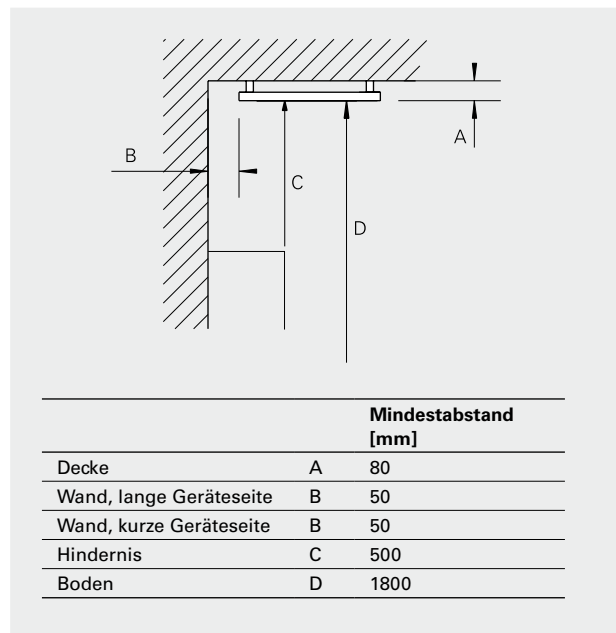 A
B
C
D
Mindestabstand
[mm]
Decke A 80
Wand, lange Geräteseite B 50
Wand, kurze Geräteseite B 50
Hindernis C 500
Boden D 1800